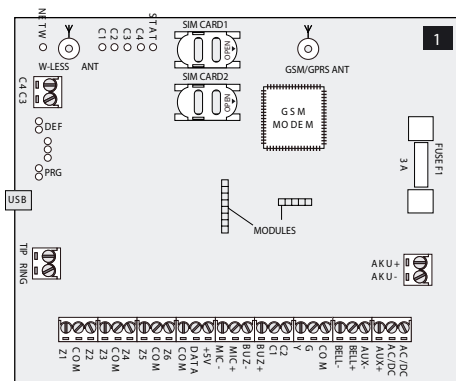 NETW
C1
C2
C3
C4
STAT
SIM CARD1
OPEN
1
W-LESS ANT
GSM/GPRS ANT
SIM CARD2
OPEN
C4 C3
DEF
GSM
MODEM
PRG
FUSE F1
3 A
USB
MODULES
TIP
RING
AKU+
AKU-
Z1
COM
Z2
Z3
COM
Z4
Z5
COM
Z6
COM
DATA
+5V
MIC -
MIC +
BUZ-
BUZ+
C1
C2
Y
G
COM
BELL-
BELL+
AUX-
AUX+
AC/DC
AC/DC